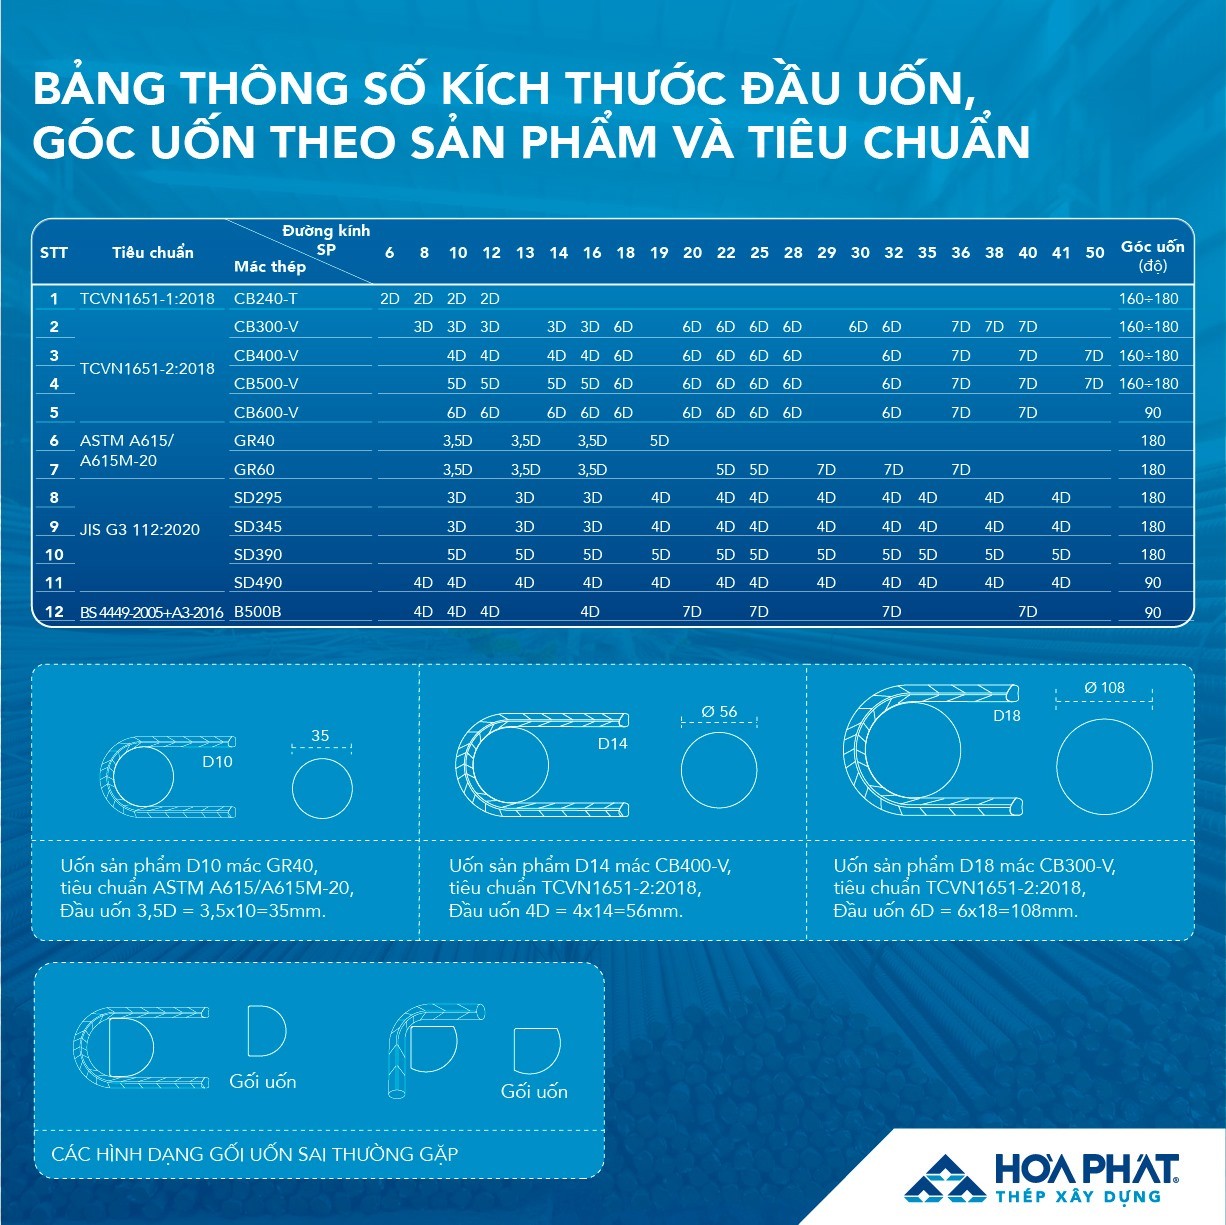 BẢNG THÔNG SỐ KÍCH THƯỚC ĐẦU UỐN,
GÓC UỐN THEO SẢN PHẨM VÀ TIÊU CHUẨN
STT Tiêu chuẩn Đường kính SP Mác thép 6 8 10 12 13 14 16 18 19 20 22 25 28 29 30 32 35 36 38 40 41 50 Góc uốn (độ)
1 TCVN1651-1:2018 CB240-T 2D 2D 2D 2D 160÷180
2 TCVN1651-2:2018 CB300-V 3D 3D 3D 3D 3D 6D 6D 6D 6D 6D 6D 6D 7D 7D 7D 160÷180
3 CB400-V 4D 4D 4D 4D 6D 6D 6D 6D 6D 6D 7D 7D 7D 160÷180
4 CB500-V 5D 5D 5D 5D 6D 6D 6D 6D 6D 6D 7D 7D 7D 160÷180
5 CB600-V 6D 6D 6D 6D 6D 6D 6D 6D 6D 6D 7D 7D 90
6 ASTM A615/ A615M-20 GR40 3,5D 3,5D 3,5D 5D 180
7 GR60 3,5D 3,5D 3,5D 5D 5D 7D 7D 7D 180
8 JIS G3 112:2020 SD295 3D 3D 3D 4D 4D 4D 4D 4D 4D 4D 4D 180
9 SD345 3D 3D 3D 4D 4D 4D 4D 4D 4D 4D 4D 180
10 SD390 5D 5D 5D 5D 5D 5D 5D 5D 5D 5D 5D 180
11 SD490 4D 4D 4D 4D 4D 4D 4D 4D 4D 4D 4D 4D 90
12 BS 4449-2005+A3-2016 B500B 4D 4D 4D 4D 7D 7D 7D 7D 90
D10
35
Uốn sản phẩm D10 mác GR40,
tiêu chuẩn ASTM A615/A615M-20,
Đầu uốn 3,5D = 3,5x10=35mm.
D14
Ø 56
Uốn sản phẩm D14 mác CB400-V,
tiêu chuẩn TCVN1651-2:2018,
Đầu uốn 4D = 4x14=56mm.
D18
Ø 108
Uốn sản phẩm D18 mác CB300-V,
tiêu chuẩn TCVN1651-2:2018,
Đầu uốn 6D = 6x18=108mm.
Gối uốn
Gối uốn
CÁC HÌNH DẠNG GỐI UỐN SAI THƯỜNG GẶP
HÒA PHÁT®
THÉP XÂY DỰNG